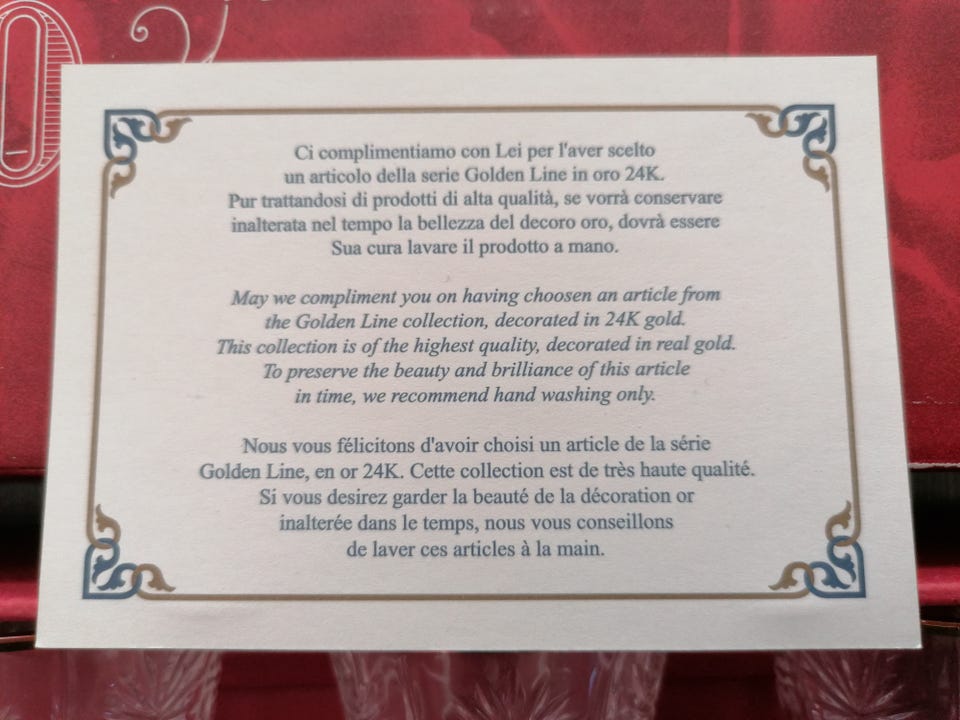 Ci complimentiamo con Lei per l'aver scelto
un articolo della serie Golden Line in oro 24K.
Pur trattandosi di prodotti di alta qualità, se vorrà conservare
inalterata nel tempo la bellezza del decoro oro, dovrà essere
Sua cura lavare il prodotto a mano.
May we compliment you on having choosen an article from
the Golden Line collection, decorated in 24K gold.
This collection is of the highest quality, decorated in real gold.
To preserve the beauty and brilliance of this article
in time, we recommend hand washing only.
Nous vous félicitons d'avoir choisi un article de la série
Golden Line, en or 24K. Cette collection est de très haute qualité.
Si vous desirez garder la beauté de la décoration or
inalterée dans le temps, nous vous conseillons
de laver ces articles à la main.